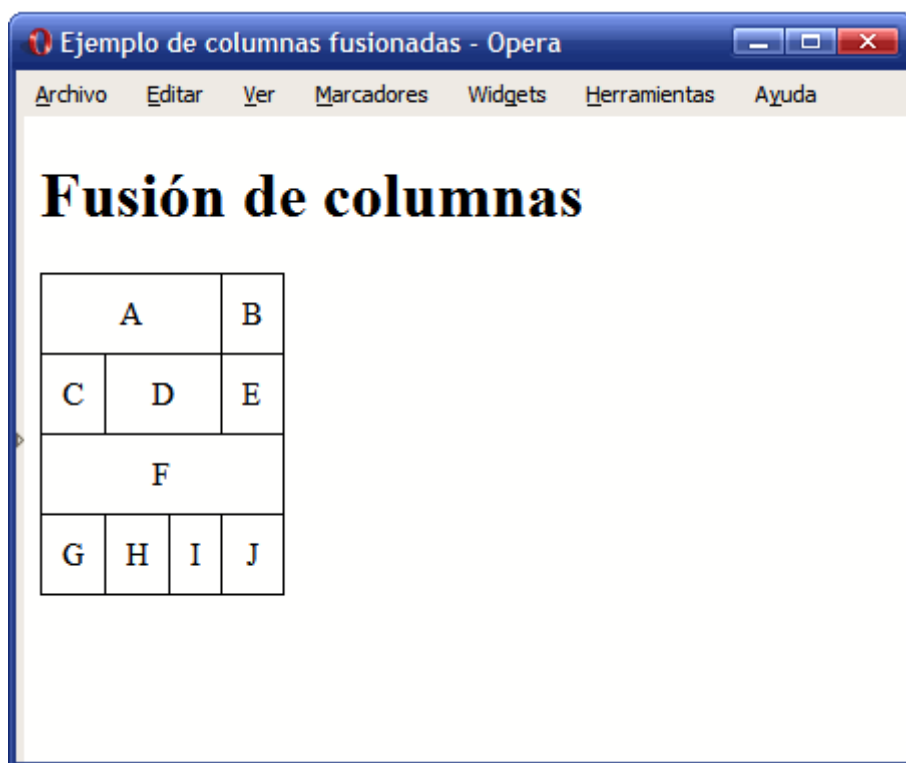 Ejemplo de columnas fusionadas - Opera
Archivo Editar Ver Marcadores Widgets Herramientas Ayuda
Fusión de columnas
A B
C D E
F
G H I J